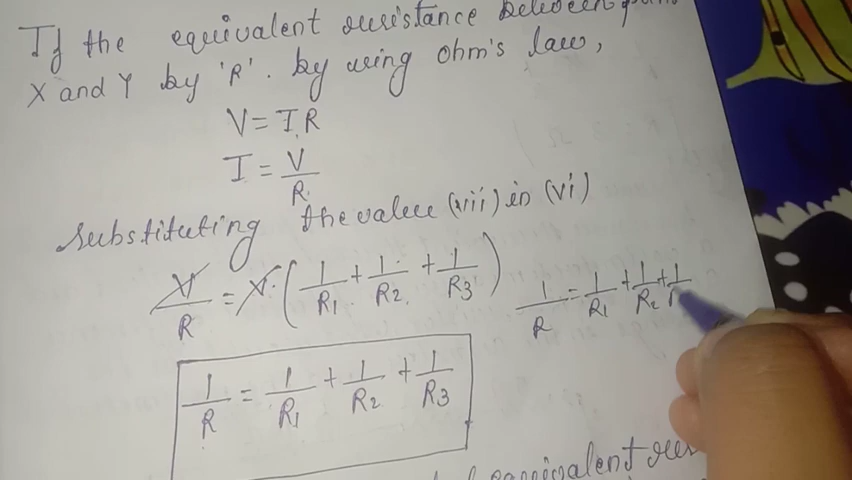 If the equivalent resistance between
X and Y by 'R'. by using ohm's law,
V = I R
I = V/R.
Substituting the value (vii) in (vi)
V/R = V. (1/R1 + 1/R2 + 1/R3)
1/R = 1/R1 + 1/R2 + 1/
1/R = 1/R1 + 1/R2 + 1/R3
equivalent